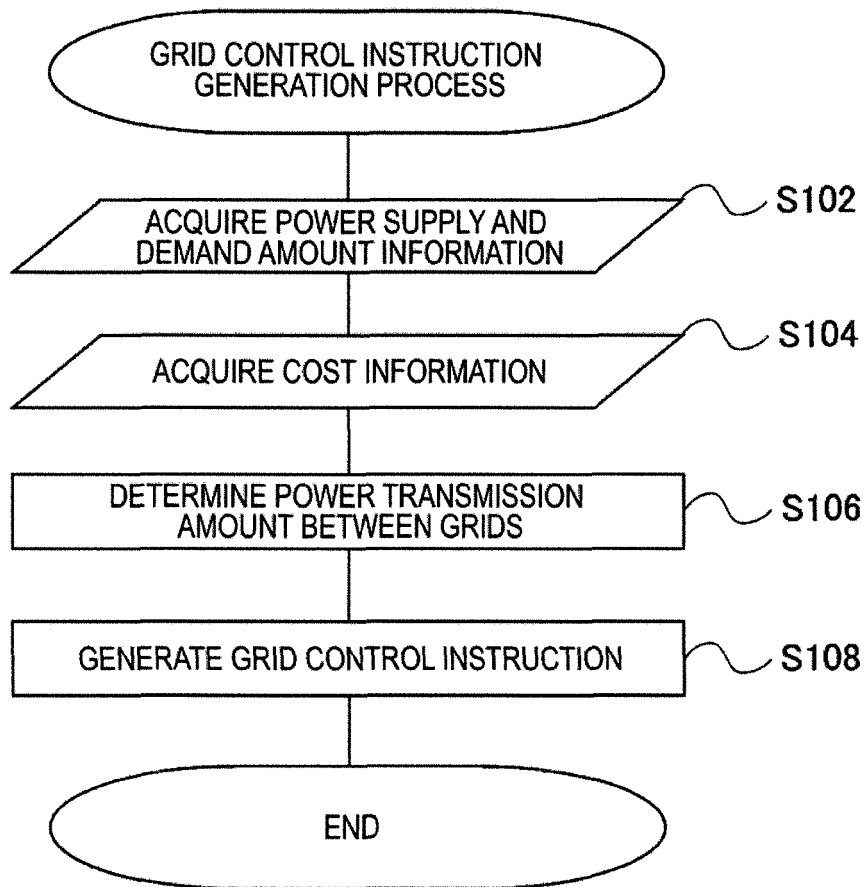 GRID CONTROL INSTRUCTION
GENERATION PROCESS
S102
ACQUIRE POWER SUPPLY AND
DEMAND AMOUNT INFORMATION
S104
ACQUIRE COST INFORMATION
DETERMINE POWER TRANSMISSION
AMOUNT BETWEEN GRIDS
S106
GENERATE GRID CONTROL INSTRUCTION
S108
END